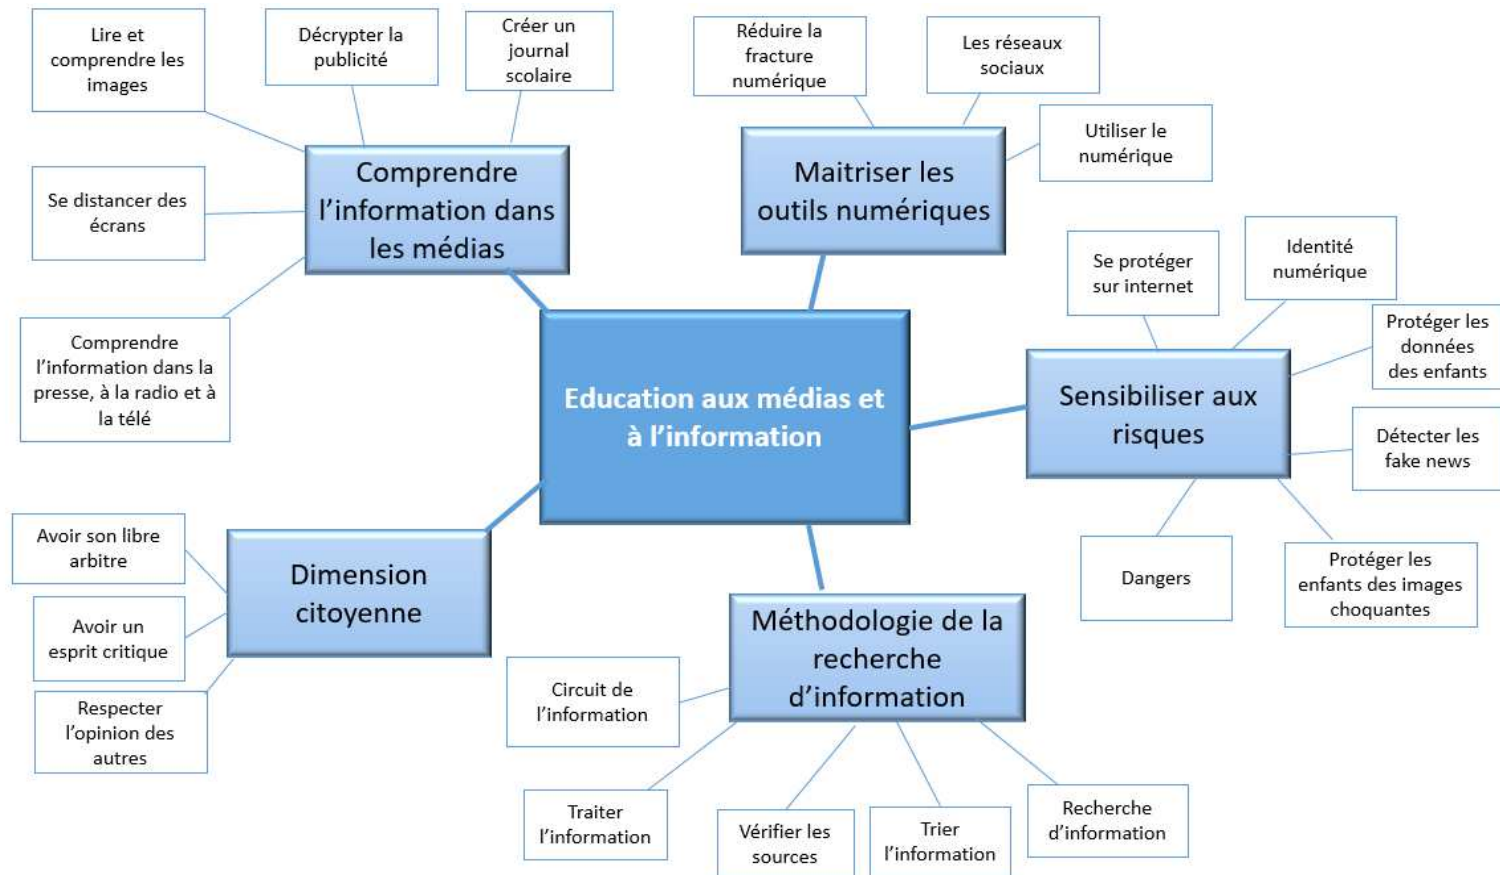 Lire et
comprendre les
images
Décrypter la
publicité
Créer un
journal
scolaire
Réduire la
fracture
numérique
Les réseaux
sociaux
Utiliser le
numérique
Comprendre
l’information dans
les médias
Maitriser les
outils numériques
Se distancer des
écrans
Comprendre
l’information dans la
presse, à la radio et à
la télé
Se protéger
sur internet
Identité
numérique
Protéger les
données
des enfants
Sensibiliser aux
risques
Détecter les
fake news
Dangers
Protéger les
enfants des images
choquantes
Education aux médias et
à l’information
Avoir son libre
arbitre
Avoir un
esprit critique
Respecter
l’opinion des
autres
Dimension
citoyenne
Méthodologie de la
recherche
d’information
Circuit de
l’information
Traiter
l’information
Vérifier les
sources
Trier
l’information
Recherche
d’information